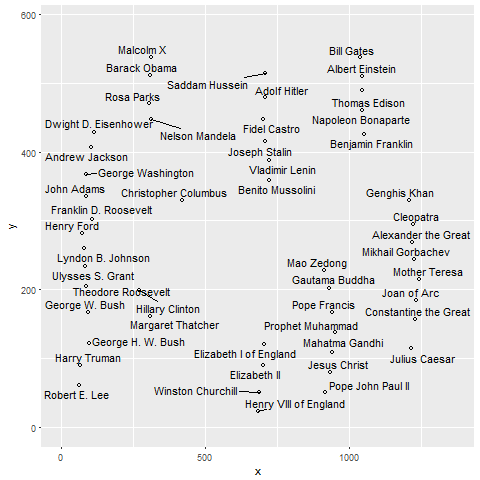 600
Malcolm X
Bill Gates
Barack Obama
Albert Einstein
Saddam Hussein
Adolf Hitler
Rosa Parks
Thomas Edison
Dwight D. Eisenhower
Napoleon Bonaparte
Nelson Mandela
Fidel Castro
Benjamin Franklin
400
Andrew Jackson
Joseph Stalin
George Washington
Vladimir Lenin
John Adams
Christopher Columbus
Benito Mussolini
Genghis Khan
Franklin D. Roosevelt
Cleopatra
Henry Ford
Alexander the Great
y
Mikhail Gorbachev
Lyndon B. Johnson
Mao Zedong
Mother Teresa
Ulysses S. Grant
Gautama Buddha
200
Theodore Roosevelt
Joan of Arc
George W. Bush
Hillary Clinton
Pope Francis
Constantine the Great
Margaret Thatcher
Prophet Muhammad
George H. W. Bush
Mahatma Gandhi
Harry Truman
Elizabeth I of England
Julius Caesar
Jesus Christ
Elizabeth II
Robert E. Lee
Winston Churchill
Pope John Paul II
Henry VIII of England
0
0
500
1000
x